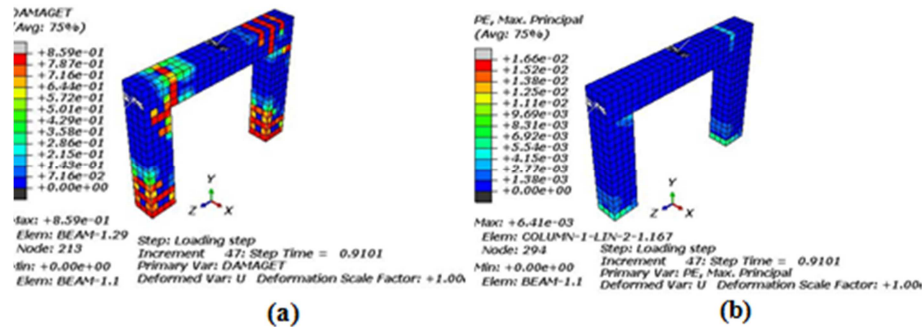 DAMAGET
(Avg: 75%)
+8.59e-01
+7.87e-01
+7.16e-01
+6.44e-01
+5.72e-01
+5.01e-01
+4.29e-01
+3.58e-01
+2.86e-01
+2.15e-01
+1.43e-01
+7.16e-02
+0.00e+00
Max: +8.59e-01
Elem: BEAM-1.29
Node: 213
Min: +0.00e+00
Elem: BEAM-1.1
Y
Z X
Step: Loading step
Increment 47: Step Time = 0.9101
Primary Var: DAMAGET
Deformed Var: U Deformation Scale Factor: +1.00
(a)
PE, Max. Principal
(Avg: 75%)
+1.66e-02
+1.52e-02
+1.38e-02
+1.25e-02
+1.11e-02
+9.69e-03
+8.31e-03
+6.92e-03
+5.54e-03
+4.15e-03
+2.77e-03
+1.38e-03
+0.00e+00
Max: +6.41e-03
Elem: COLUMN-1-LIN-2-1.167
Node: 294
Min: +0.00e+00
Elem: BEAM-1.1
Y
Z X
Step: Loading step
Increment 47: Step Time = 0.9101
Primary Var: PE, Max. Principal
Deformed Var: U Deformation Scale Factor: +1.00
(b)